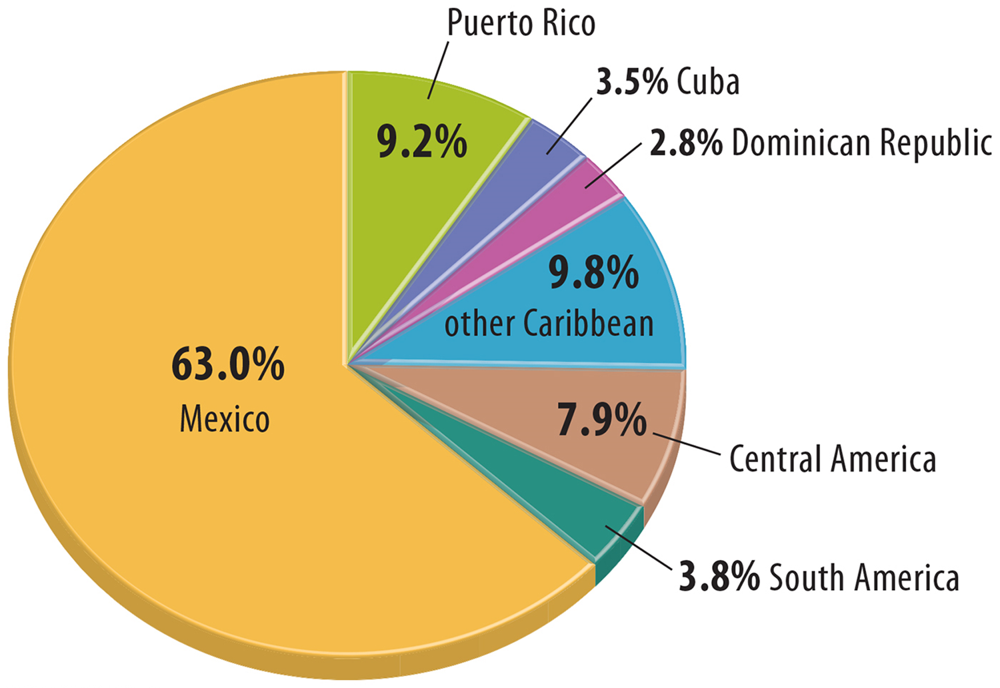 Puerto Rico
9.2%
3.5% Cuba
2.8% Dominican Republic
9.8%
other Caribbean
63.0%
Mexico
7.9%
Central America
3.8% South America